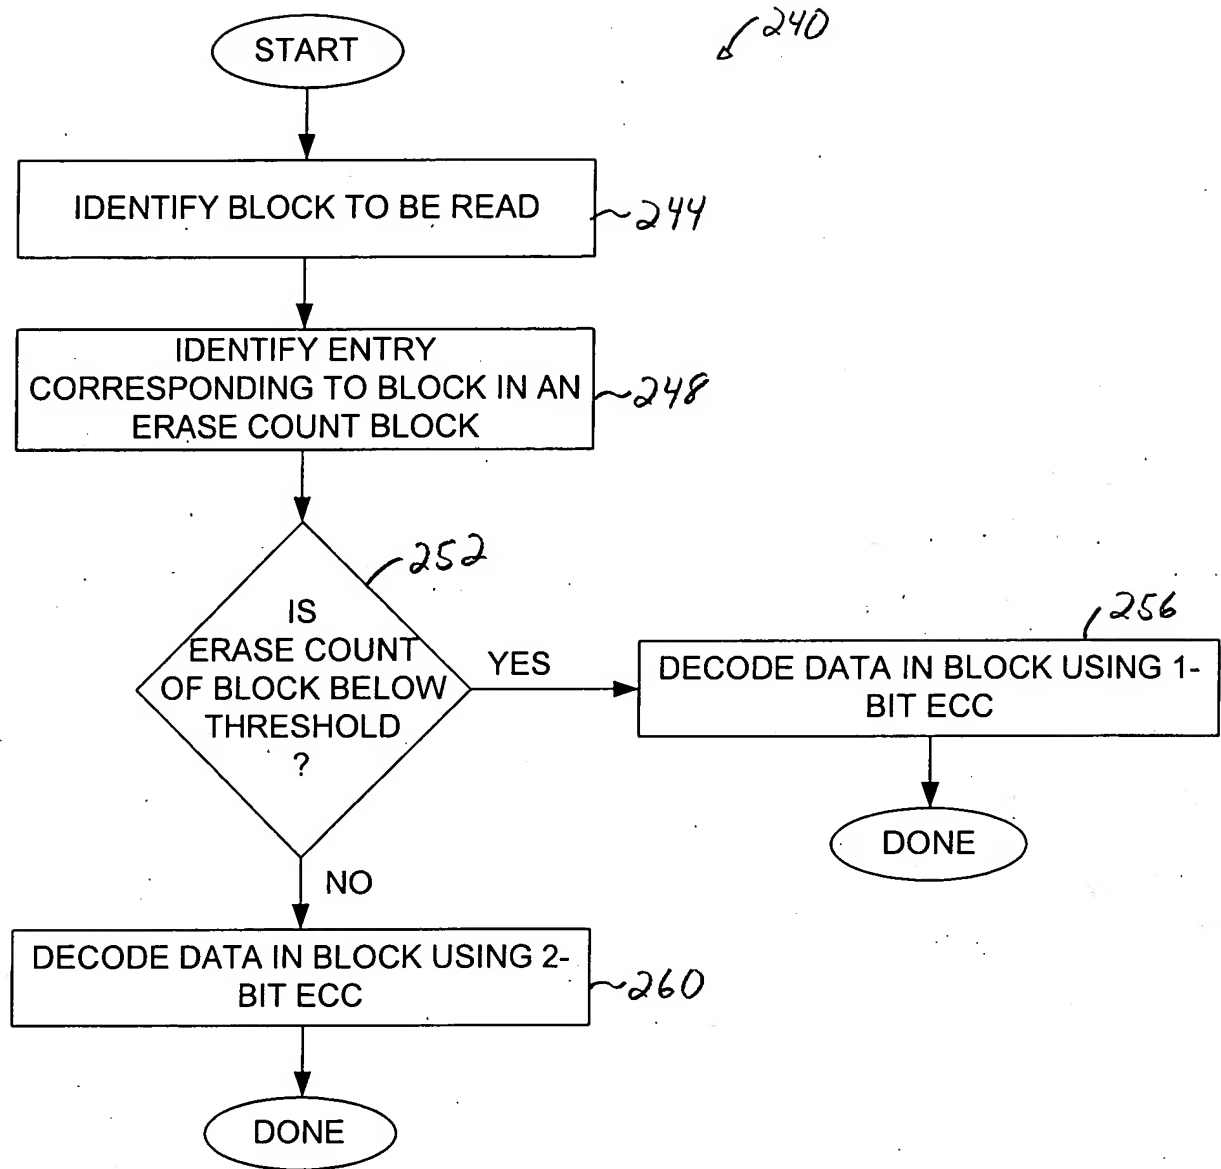 START
240
IDENTIFY BLOCK TO BE READ
244
IDENTIFY ENTRY
CORRESPONDING TO BLOCK IN AN
ERASE COUNT BLOCK
248
252
IS
ERASE COUNT
OF BLOCK BELOW
THRESHOLD
?
YES
256
DECODE DATA IN BLOCK USING 1-
BIT ECC
DONE
NO
DECODE DATA IN BLOCK USING 2-
BIT ECC
260
DONE